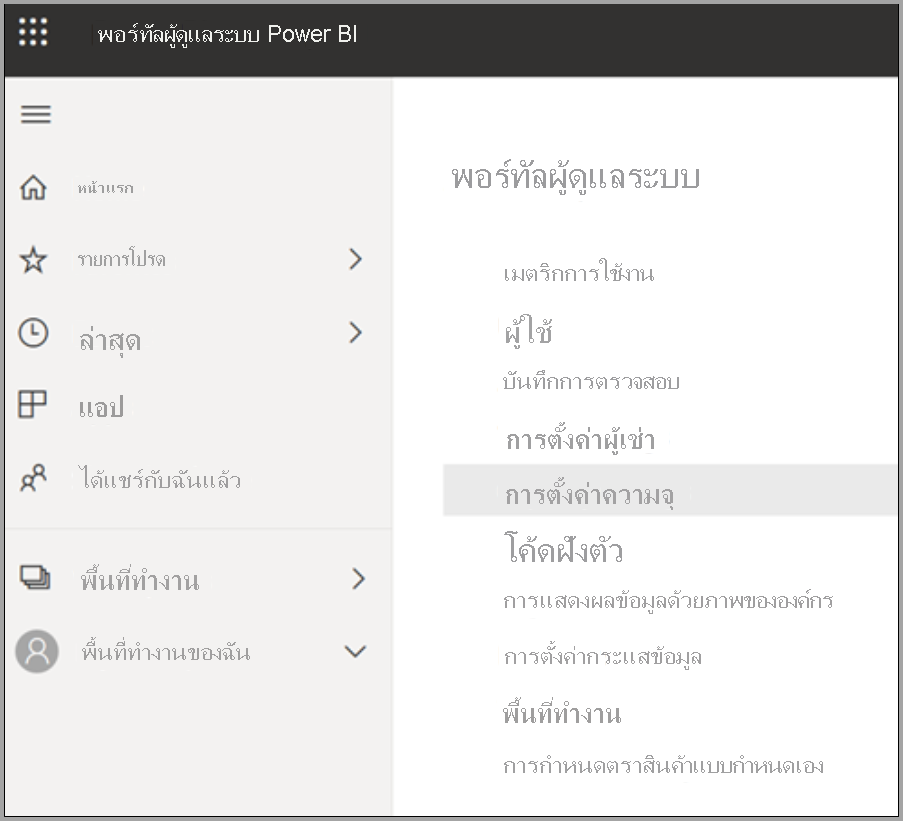 พอร์ทัลผู้ดูแลระบบ Power BI
หน้าแรก
รายการโปรด
ล่าสุด
แอป
ได้แชร์กับฉันแล้ว
พื้นที่ทำงาน
พื้นที่ทำงานของฉัน
พอร์ทัลผู้ดูแลระบบ
เมตริกการใช้งาน
ผู้ใช้
บันทึกการตรวจสอบ
การตั้งค่าผู้เช่า
การตั้งค่าความจุ
โค้ดฝังตัว
การแสดงผลข้อมูลด้วยภาพขององค์กร
การตั้งค่ากระแสข้อมูล
พื้นที่ทำงาน
การกำหนดตราสินค้าแบบกำหนดเอง